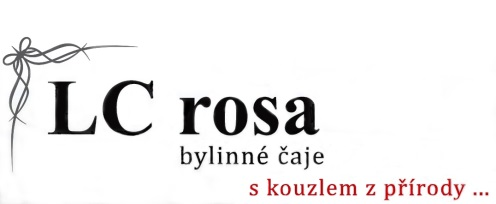 LC rosa
bylinné čaje
s kouzlem z přírody ...